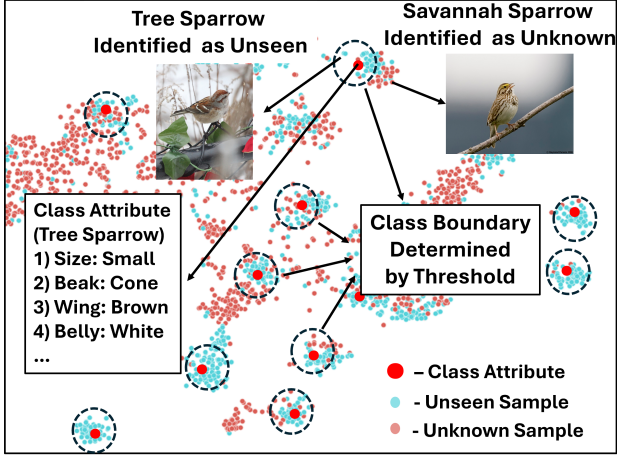 Tree Sparrow
Identified as Unseen
Savannah Sparrow
Identified as Unknown
Class Attribute
(Tree Sparrow)
1) Size: Small
2) Beak: Cone
3) Wing: Brown
4) Belly: White
...
Class Boundary
Determined
by Threshold
– Class Attribute
- Unseen Sample
- Unknown Sample